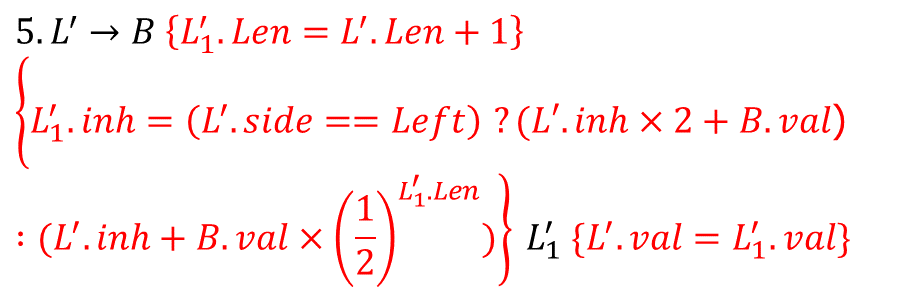 5. L′ → B {L′₁. Len = L′. Len + 1}
{L′₁. inh = (L′. side == Left) ? (L′. inh × 2 + B. val)
: (L′. inh + B. val × (1/2)^(L′₁. Len))} L′₁ {L′. val = L′₁. val}